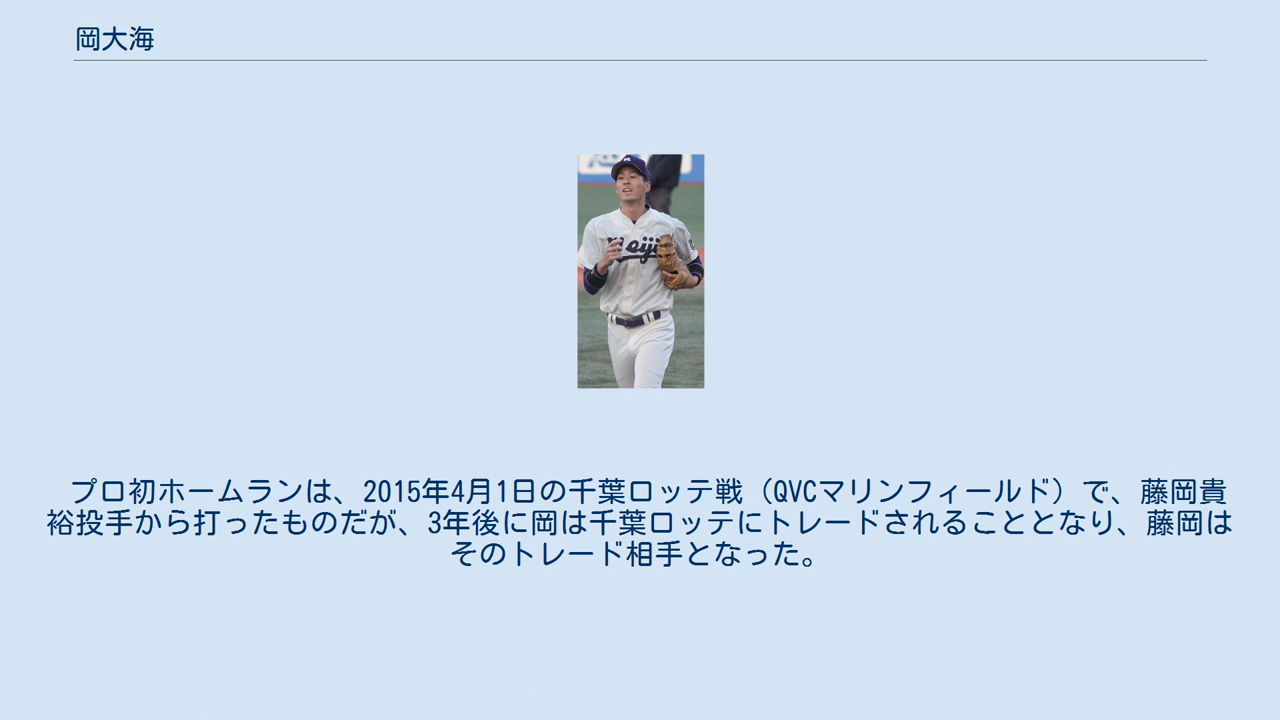 岡大海
Meiji
プロ初ホームランは、2015年4月1日の千葉ロッテ戦（QVCマリンフィールド）で、藤岡貴
裕投手から打ったものだが、3年後に岡は千葉ロッテにトレードされることとなり、藤岡は
そのトレード相手となった。